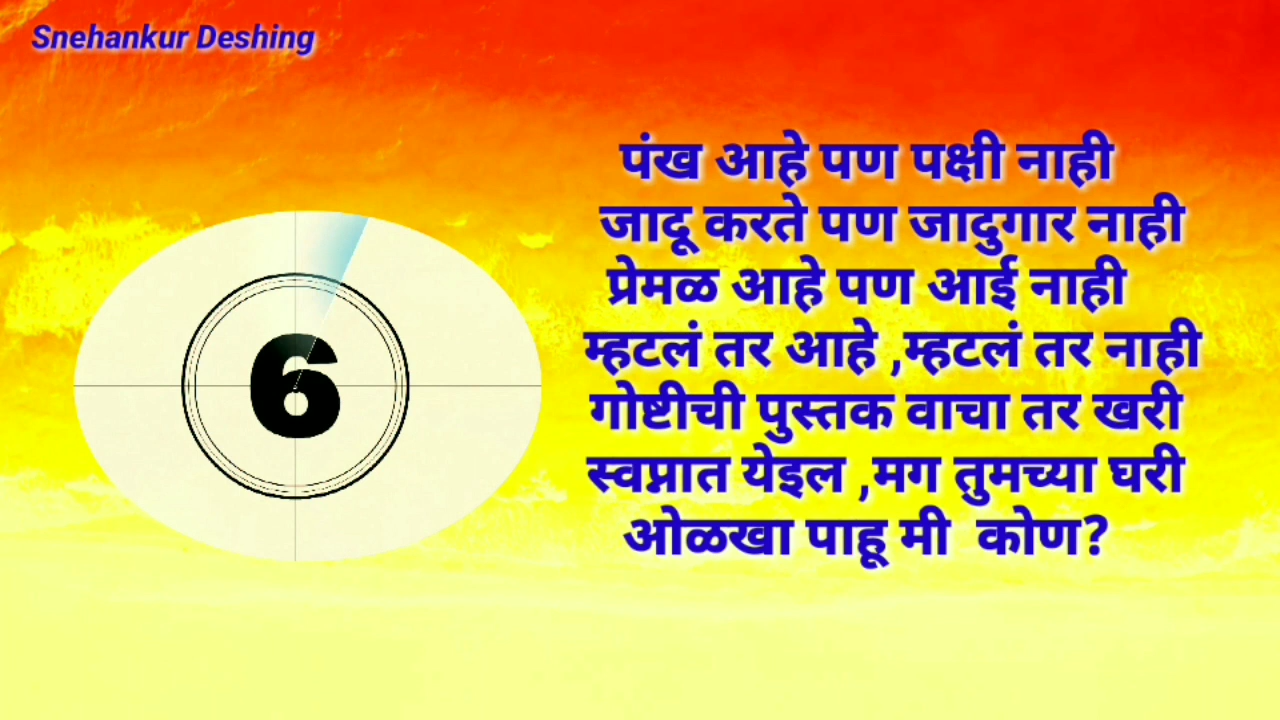 Snehankur Deshing
पंख आहे पण पक्षी नाही
जादू करते पण जादुगार नाही
प्रेमळ आहे पण आई नाही
म्हटलं तर आहे ,म्हटलं तर नाही
गोष्टीची पुस्तक वाचा तर खरी
स्वप्नात येइल ,मग तुमच्या घरी
ओळखा पाहू मी कोण?
6